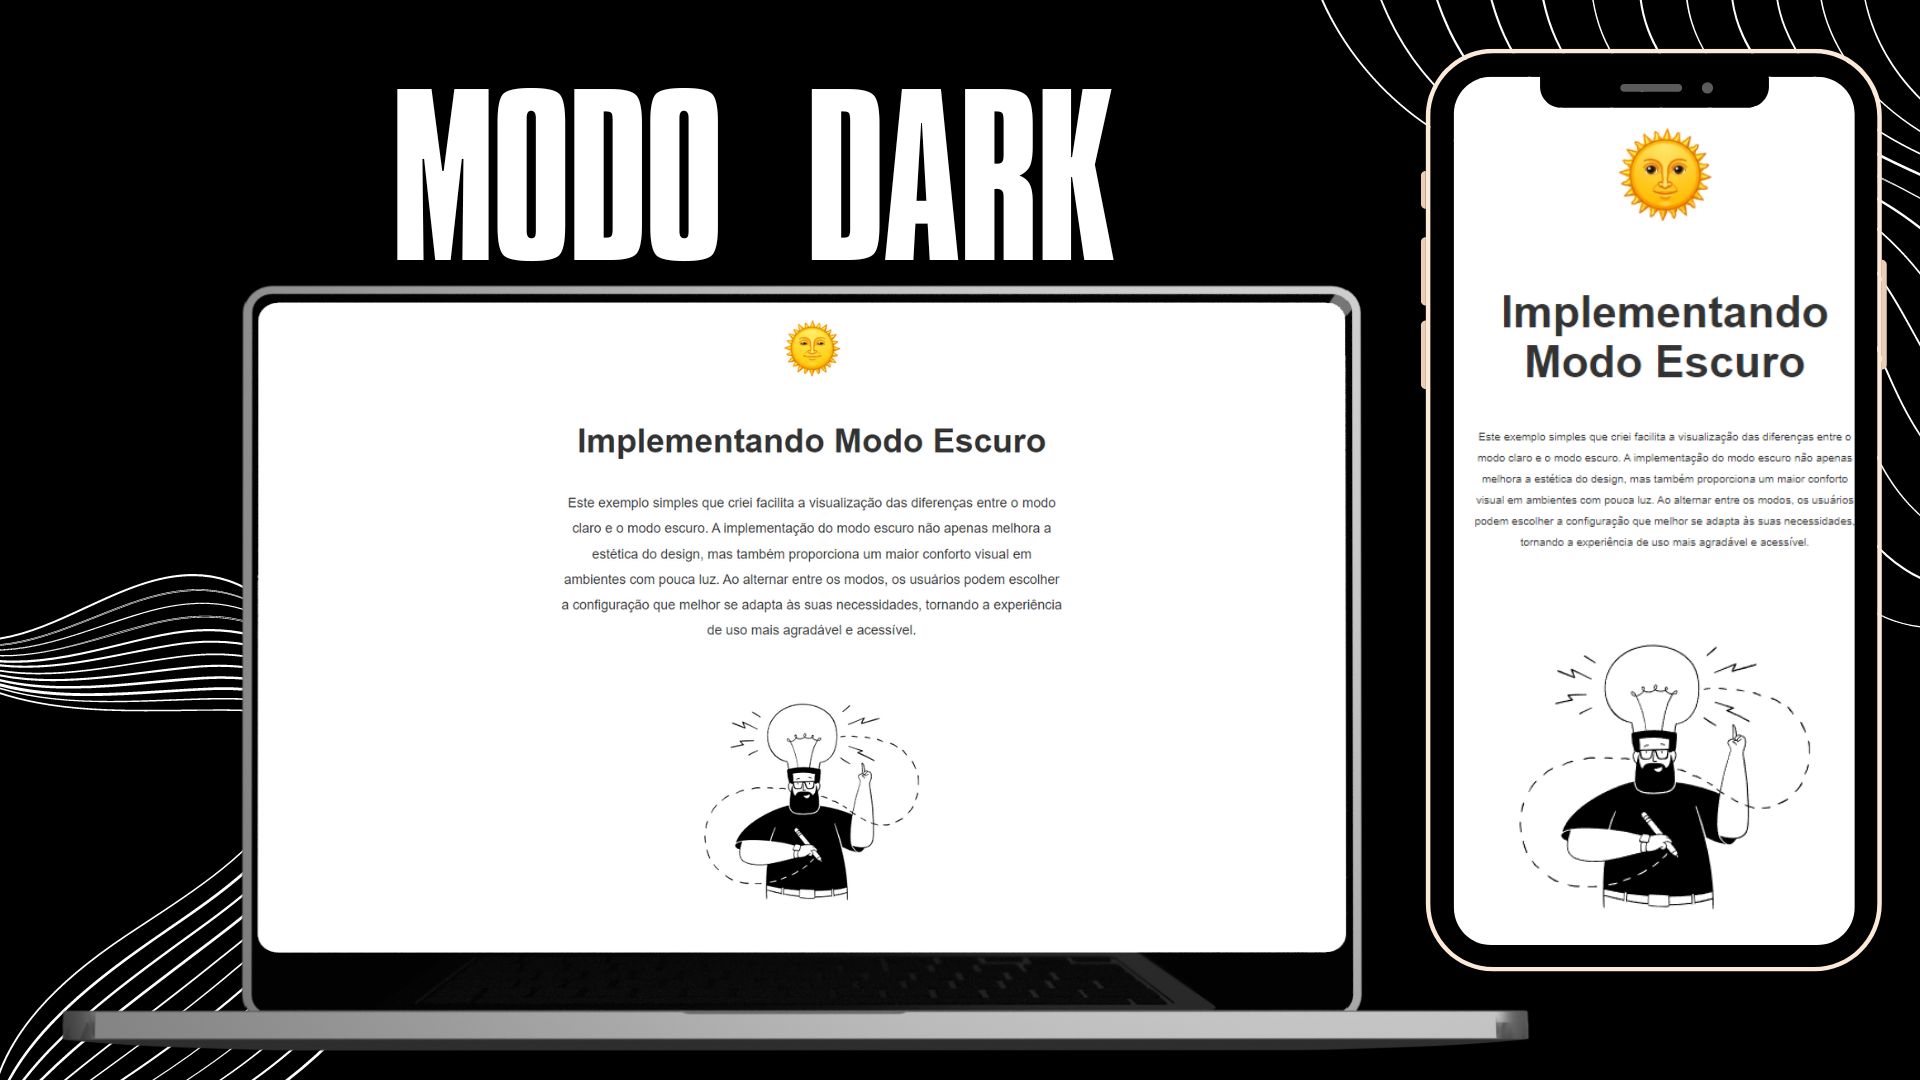 MODO DARK
Implementando Modo Escuro
Este exemplo simples que criei facilita a visualização das diferenças entre o modo
claro e o modo escuro. A implementação do modo escuro não apenas melhora a
estética do design, mas também proporciona um maior conforto visual em
ambientes com pouca luz. Ao alternar entre os modos, os usuários podem escolher
a configuração que melhor se adapta às suas necessidades, tornando a experiência
de uso mais agradável e acessível.
Implementando
Modo Escuro
Este exemplo simples que criei facilita a visualização das diferenças entre o
modo claro e o modo escuro. A implementação do modo escuro não apenas
melhora a estética do design, mas também proporciona um maior conforto
visual em ambientes com pouca luz. Ao alternar entre os modos, os usuários
podem escolher a configuração que melhor se adapta às suas necessidades,
tornando a experiência de uso mais agradável e acessível.